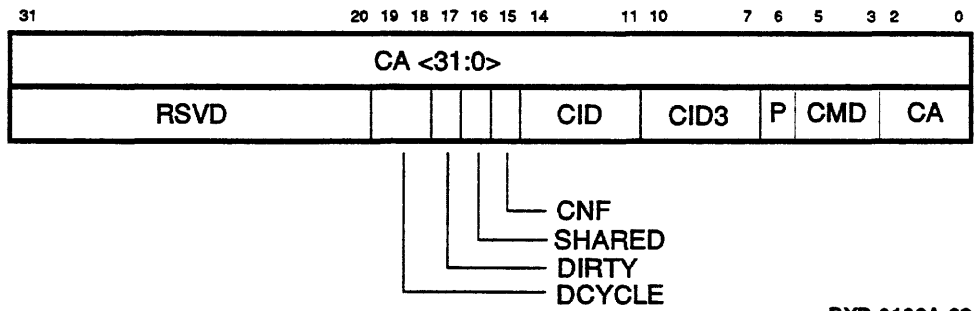 31 20 19 18 17 16 15 14 11 10 7 6 5 3 2 0
CA <31:0>
RSVD CID CID3 P CMD CA
CNF
SHARED
DIRTY
DCYCLE